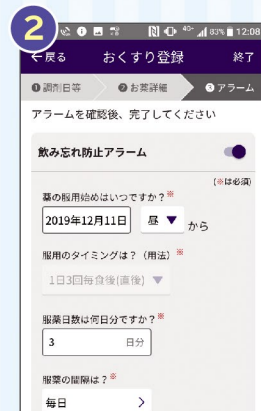 2
4G+ 83% 12:08
←戻る おくすり登録 終了
❶調剤日等 ❷お薬詳細 ❸アラーム
アラームを確認後、完了してください
飲み忘れ防止アラーム
(※は必須)
薬の服用始めはいつですか?※
2019年12月11日 昼 ▼ から
服用のタイミングは?(用法)※
1日3回毎食後(直後) ▼
服薬日数は何日分ですか?※
3 日分
服薬の間隔は?※
毎日 >